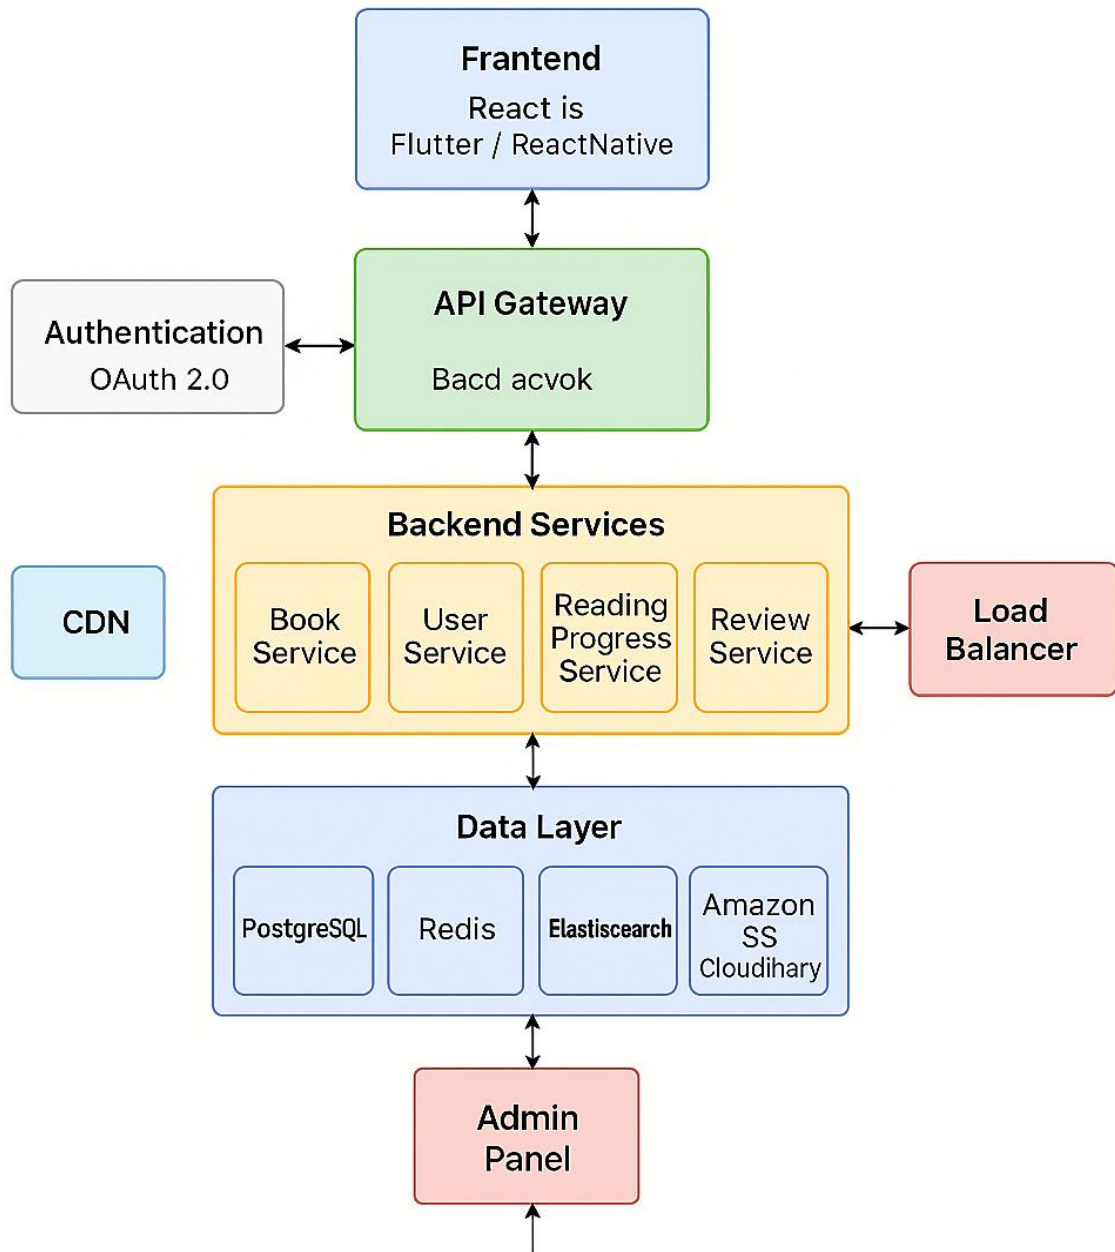 Frantend
React is
Flutter / ReactNative
API Gateway
Bacd acvok
Authentication
OAuth 2.0
Backend Services
Book
Service
User
Service
Reading
Progress
Service
Review
Service
CDN
Load
Balancer
Data Layer
PostgreSQL
Redis
Elastiscearch
Amazon
SS
Cloudihary
Admin
Panel